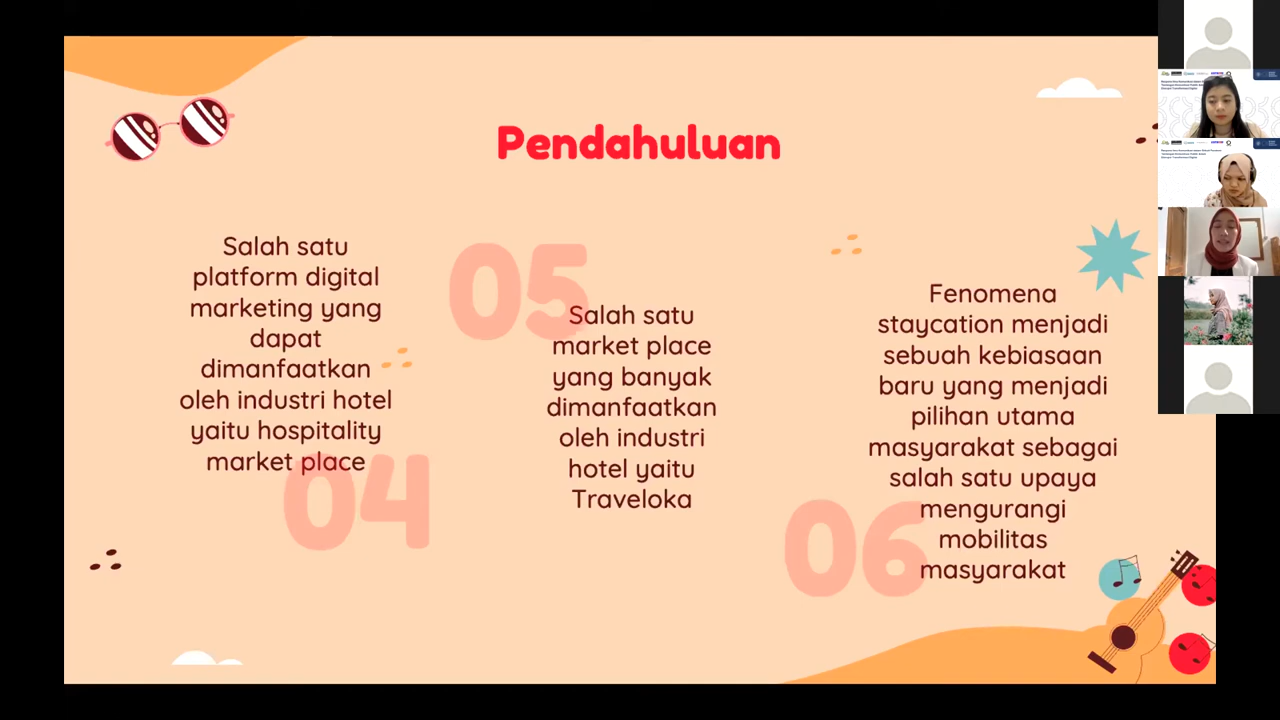 Pendahuluan
Salah satu
platform digital
marketing yang
dapat
dimanfaatkan
oleh industri hotel
yaitu hospitality
market place
04
05
Salah satu
market place
yang banyak
dimanfaatkan
oleh industri
hotel yaitu
Traveloka
Fenomena
staycation menjadi
sebuah kebiasaan
baru yang menjadi
pilihan utama
masyarakat sebagai
salah satu upaya
mengurangi
mobilitas
masyarakat
06